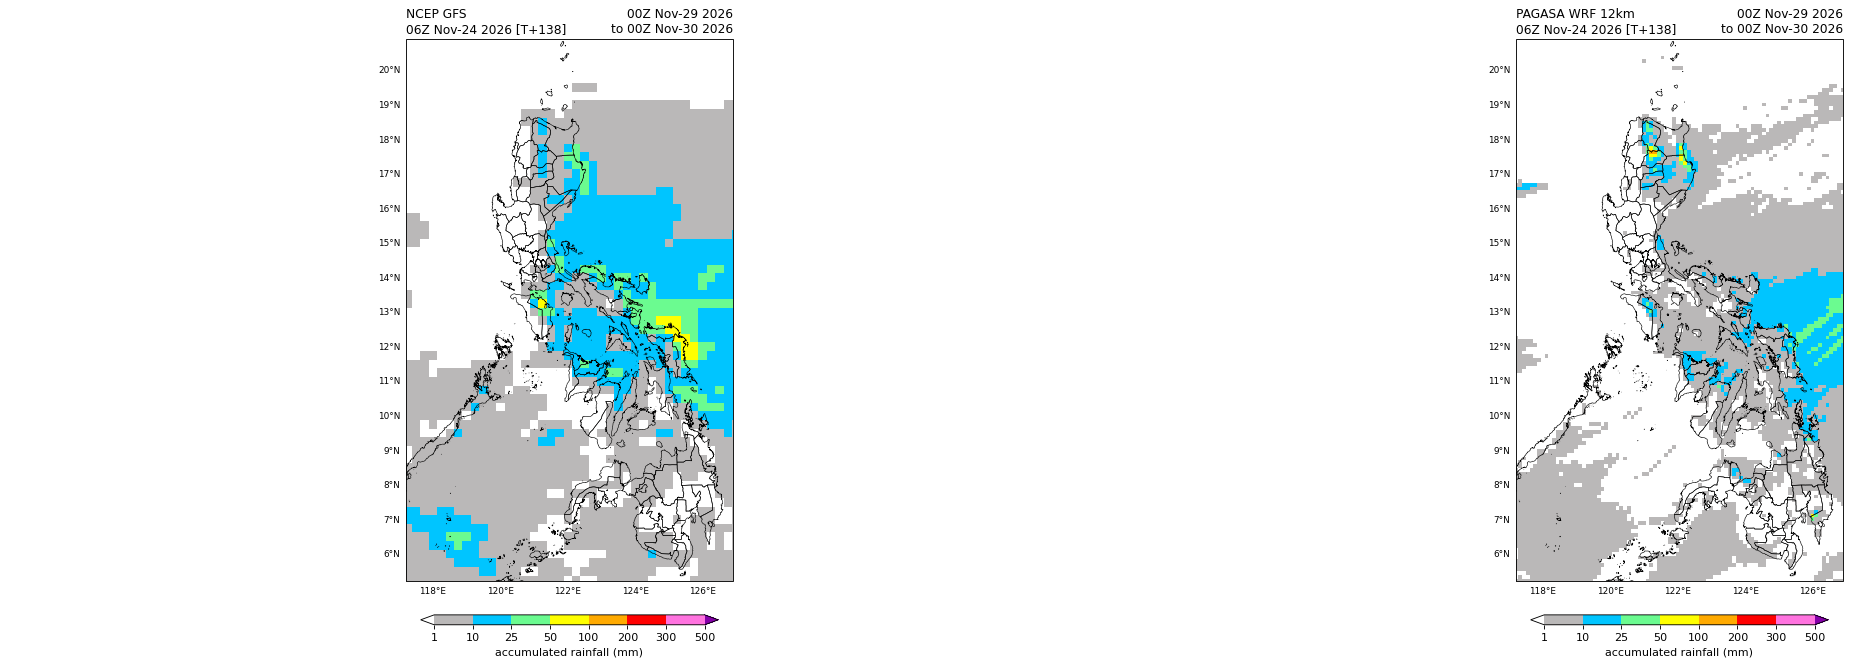 NCEP GFS 00Z Nov-29 2026
06Z Nov-24 2026 [T+138] to 00Z Nov-30 2026
20°N
19°N
18°N
17°N
16°N
15°N
14°N
13°N
12°N
11°N
10°N
9°N
8°N
7°N
6°N
118°E 120°E 122°E 124°E 126°E
1 10 25 50 100 200 300 500
accumulated rainfall (mm)
PAGASA WRF 12km 00Z Nov-29 2026
06Z Nov-24 2026 [T+138] to 00Z Nov-30 2026
20°N
19°N
18°N
17°N
16°N
15°N
14°N
13°N
12°N
11°N
10°N
9°N
8°N
7°N
6°N
118°E 120°E 122°E 124°E 126°E
1 10 25 50 100 200 300 500
accumulated rainfall (mm)